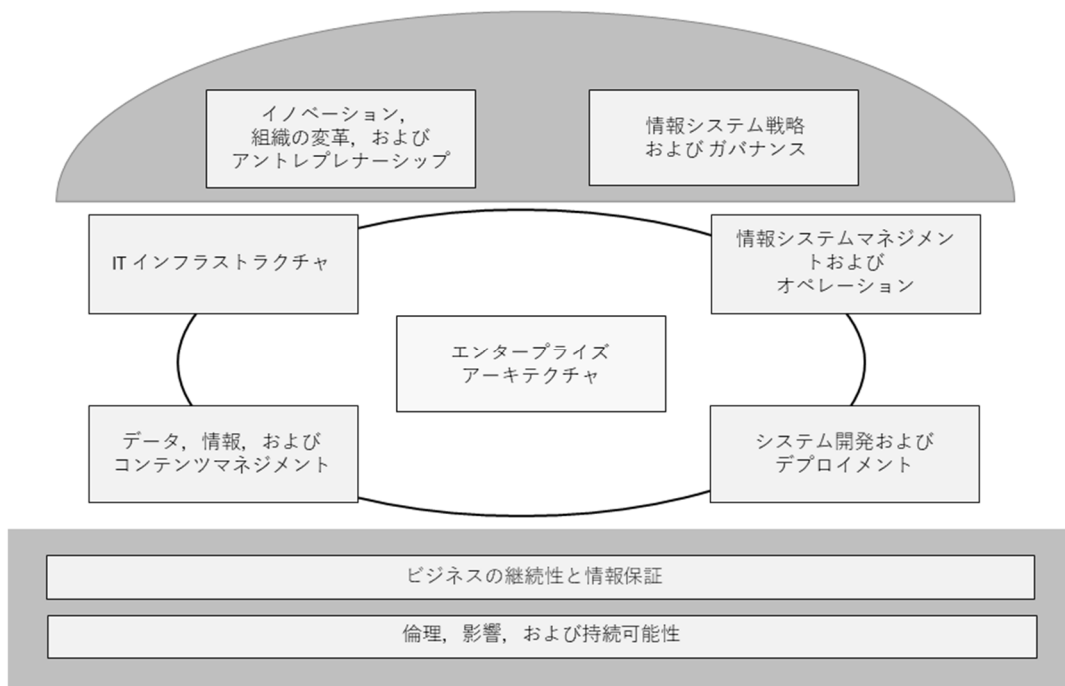 イノベーション，
組織の変革，および
アントレプレナーシップ
情報システム戦略
および ガバナンス
IT インフラストラクチャ
情報システムマネジメン
トおよび
オペレーション
エンタープライズ
アーキテクチャ
データ，情報，および
コンテンツマネジメント
システム開発および
デプロイメント
ビジネスの継続性と情報保証
倫理，影響，および持続可能性